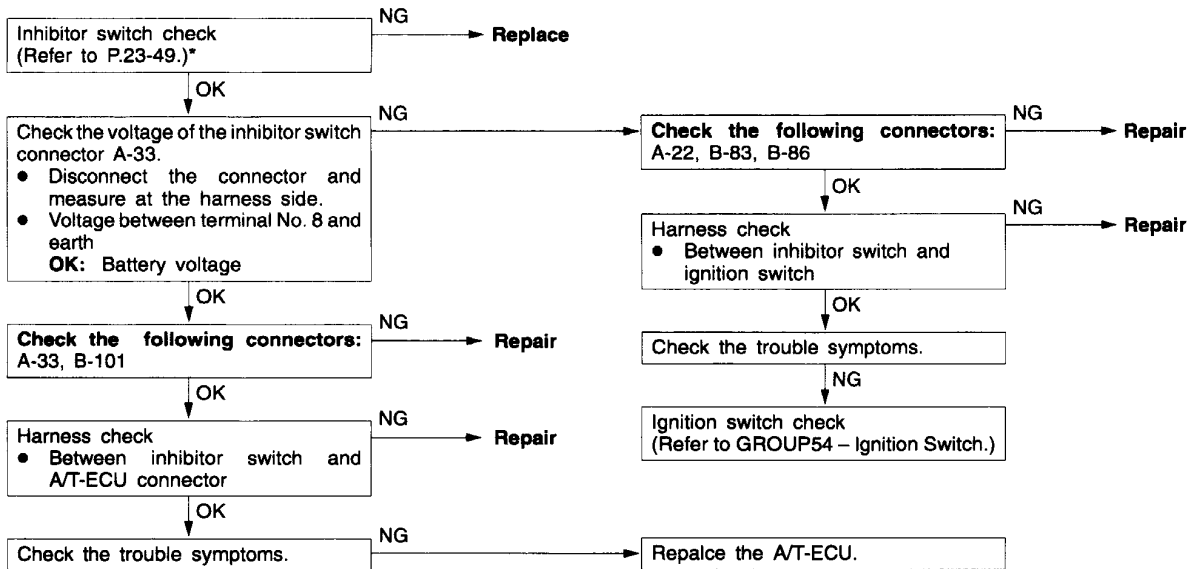 Inhibitor switch check
(Refer to P.23-49.)*
NG
Replace
OK
Check the voltage of the inhibitor switch
connector A-33.
● Disconnect the connector and
measure at the harness side.
● Voltage between terminal No. 8 and
earth
OK: Battery voltage
NG
Check the following connectors:
A-22, B-83, B-86
NG
Repair
OK
Harness check
● Between inhibitor switch and
ignition switch
NG
Repair
OK
Check the trouble symptoms.
NG
Ignition switch check
(Refer to GROUP54 – Ignition Switch.)
OK
Check the following connectors:
A-33, B-101
NG
Repair
OK
Harness check
● Between inhibitor switch and
A/T-ECU connector
NG
Repair
OK
Check the trouble symptoms.
NG
Repalce the A/T-ECU.